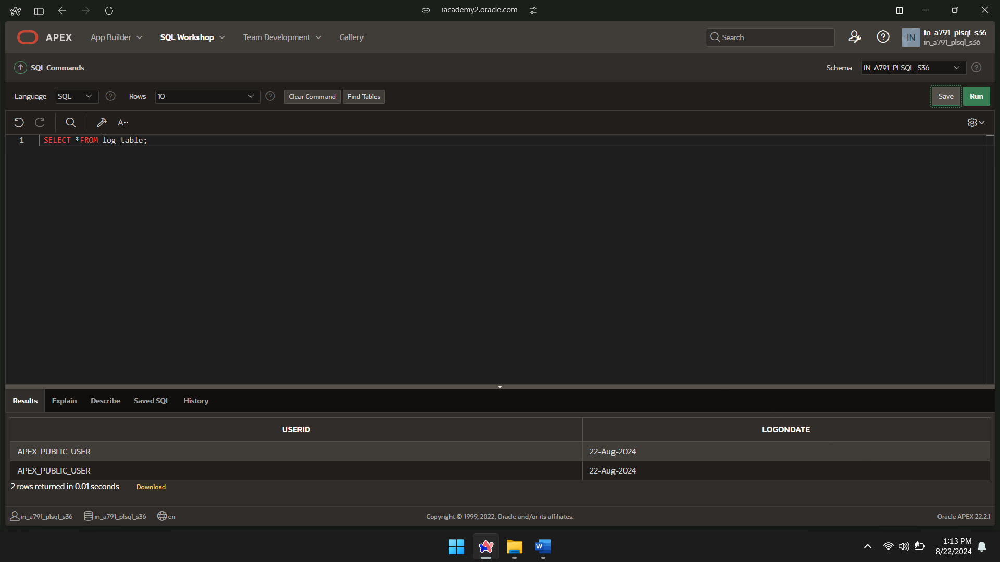 iacademy2.oracle.com
APEX
App Builder
SQL Workshop
Team Development
Gallery
Search
IN
in_a791_plsql_s36
in_a791_plsql_s36
SQL Commands
Schema
IN_A791_PLSQL_S36
Language
SQL
Rows
10
Clear Command
Find Tables
Save
Run
A::
1
SELECT *FROM log_table;
Results
Explain
Describe
Saved SQL
History
USERID
LOGONDATE
APEX_PUBLIC_USER
22-Aug-2024
APEX_PUBLIC_USER
22-Aug-2024
2 rows returned in 0.01 seconds
Download
in_a791_plsql_s36
in_a791_plsql_s36
en
Copyright © 1999, 2022, Oracle and/or its affiliates.
Oracle APEX 22.2.1
W
1:13 PM
8/22/2024